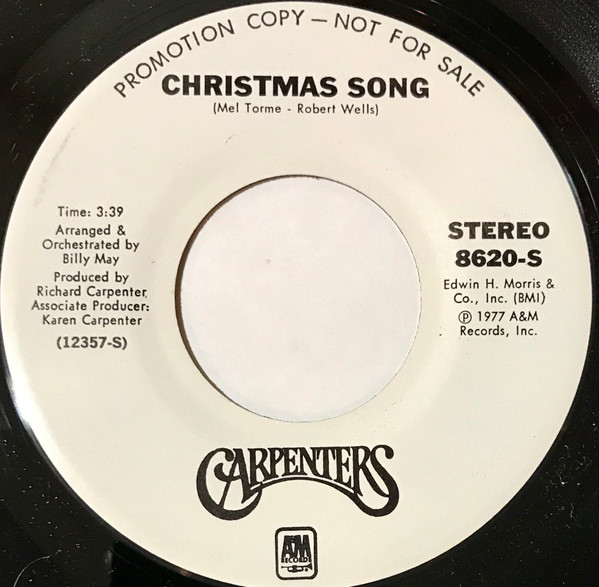 PROMOTION COPY — NOT FOR SALE
CHRISTMAS SONG
(Mel Torme - Robert Wells)
Time: 3:39
Arranged &
Orchestrated by
Billy May
Produced by
Richard Carpenter
Associate Producer:
Karen Carpenter
(12357-S)
STEREO
8620-S
Edwin H. Morris &
Co., Inc. (BMI)
℗ 1977 A&M
Records, Inc.
CARPENTERS
A&M
RECORDS